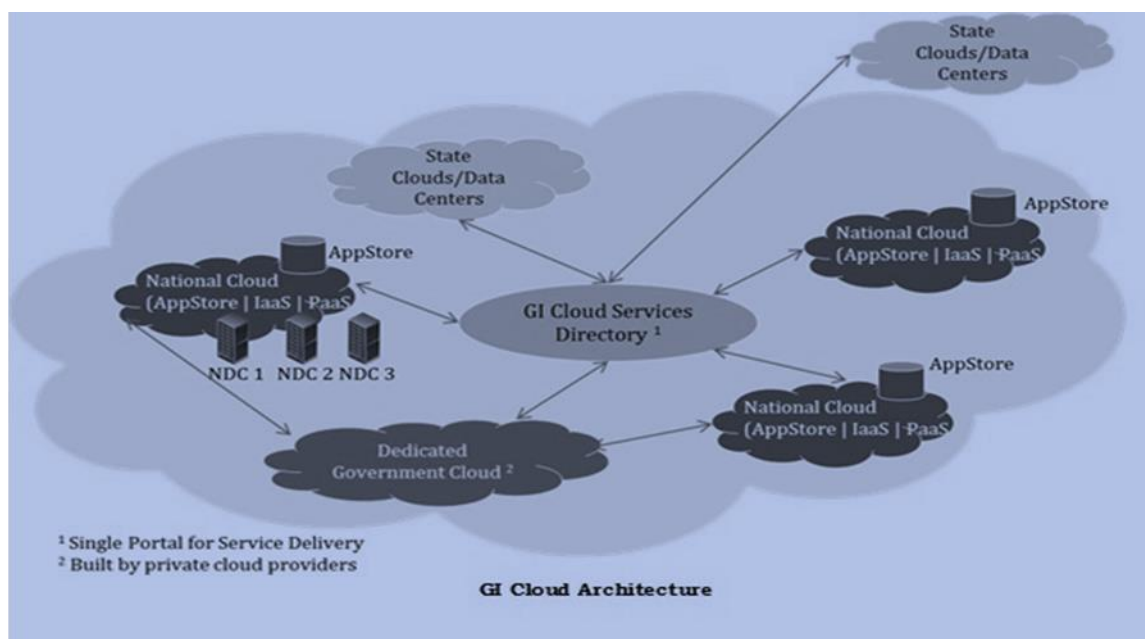 State
Clouds/Data
Centers
State
Clouds/Data
Centers
AppStore
National Cloud
(AppStore | IaaS | PaaS
AppStore
National Cloud
(AppStore | IaaS | PaaS
NDC 1 NDC 2 NDC 3
GI Cloud Services
Directory ¹
AppStore
National Cloud
(AppStore | IaaS | PaaS
Dedicated
Government Cloud ²
¹ Single Portal for Service Delivery
² Built by private cloud providers
GI Cloud Architecture